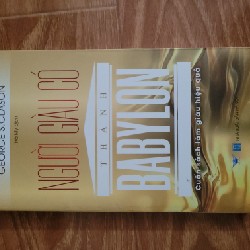 GEORGE S. CLASON
NGƯỜI GIÀU CÓ
THÀNH
BABYLON
Cuốn sách làm giàu hiệu quả